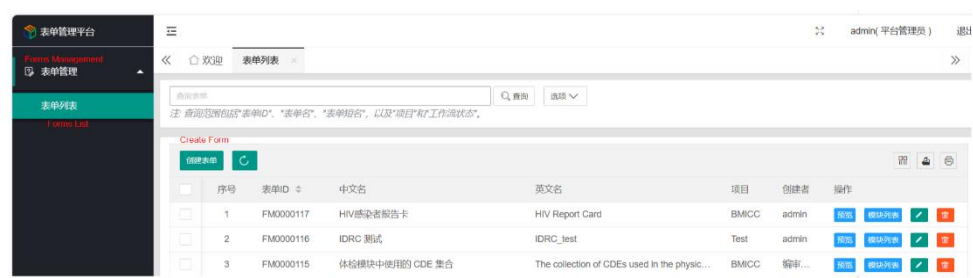 表单管理平台
admin( 平台管理员 )
退出
Forms Management
表单管理
欢迎
表单列表
表单列表
Forms List
查询表单
查询
选项
注: 查询范围包括"表单ID"、"表单名"、"表单短名"，以及"项目"和"工作流状态"。
Create Form
创建表单
序号 表单ID 中文名 英文名 项目 创建者 操作
1 FM0000117 HIV感染者报告卡 HIV Report Card BMICC admin 预览 模块列表
2 FM0000116 IDRC 测试 IDRC_test Test admin 预览 模块列表
3 FM0000115 体检模块中使用的 CDE 集合 The collection of CDEs used in the physic... BMICC 编审... 预览 模块列表